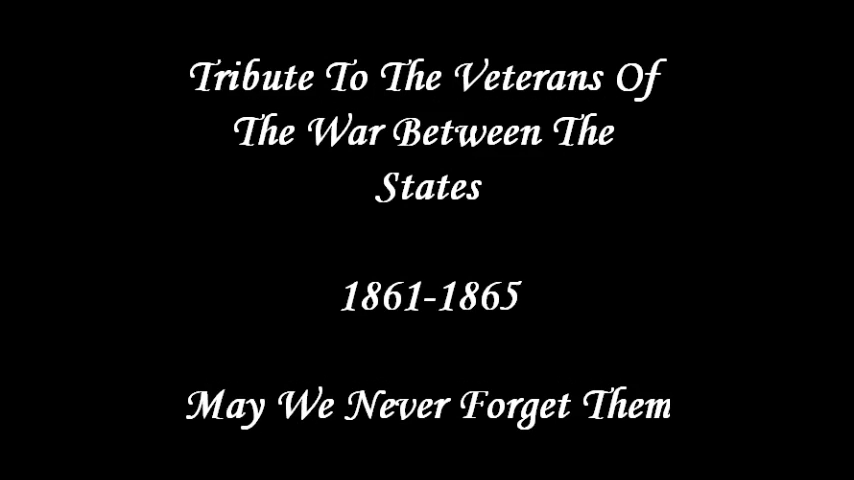 Tribute To The Veterans Of
The War Between The
States
1861-1865
May We Never Forget Them